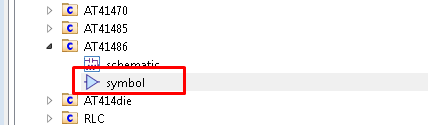 AT41470
AT41485
AT41486
schematic
symbol
AT414die
RLC